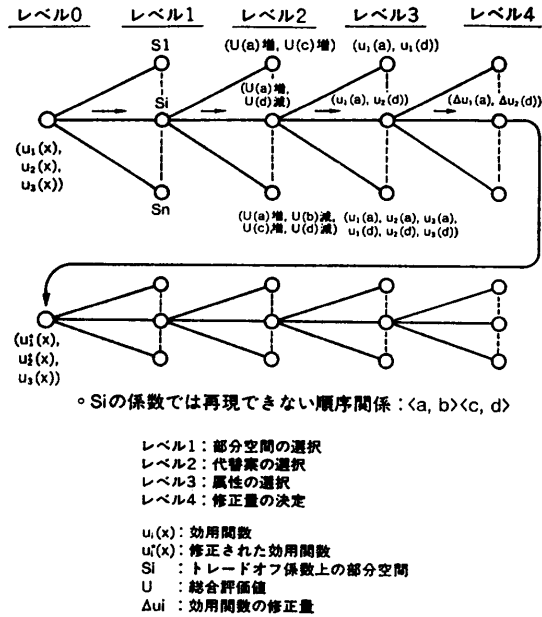 レベル0 レベル1 レベル2 レベル3 レベル4
S1 (U(a)増, U(c)増) (u₁(a), u₁(d))
Si (U(a)増, U(d)減) (u₁(a), u₂(d)) (Δu₁(a), Δu₂(d))
(u₁(x),
u₂(x),
u₃(x))
Sn
(U(a)増, U(b)減, (u₁(a), u₂(a), u₃(a),
U(c)増, U(d)減) u₁(d), u₂(d), u₃(d))
(u₁*(x),
u₂*(x),
u₃(x))
○ Siの係数では再現できない順序関係：<a, b><c, d>
レベル1：部分空間の選択
レベル2：代替案の選択
レベル3：属性の選択
レベル4：修正量の決定
uᵢ(x)：効用関数
uᵢ*(x)：修正された効用関数
Si：トレードオフ係数上の部分空間
U：総合評価値
Δui：効用関数の修正量